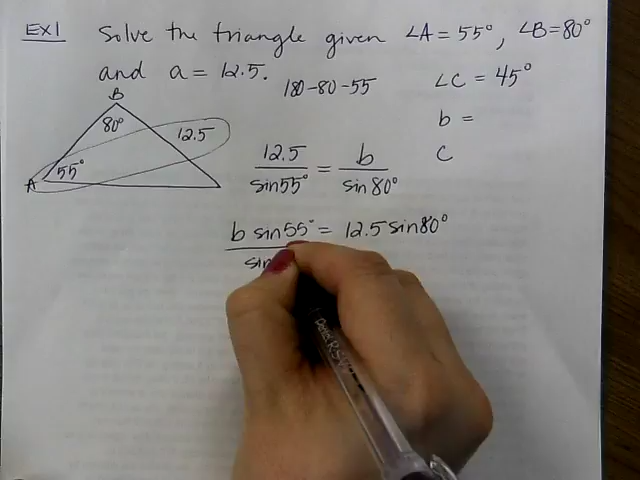 EX1 Solve the triangle given ∠A = 55°, ∠B = 80°
and a = 12.5.
180-80-55
∠C = 45°
b =
c
B
80°
12.5
A
55°
12.5/sin55° = b/sin80°
b sin55° = 12.5 sin80°
sin